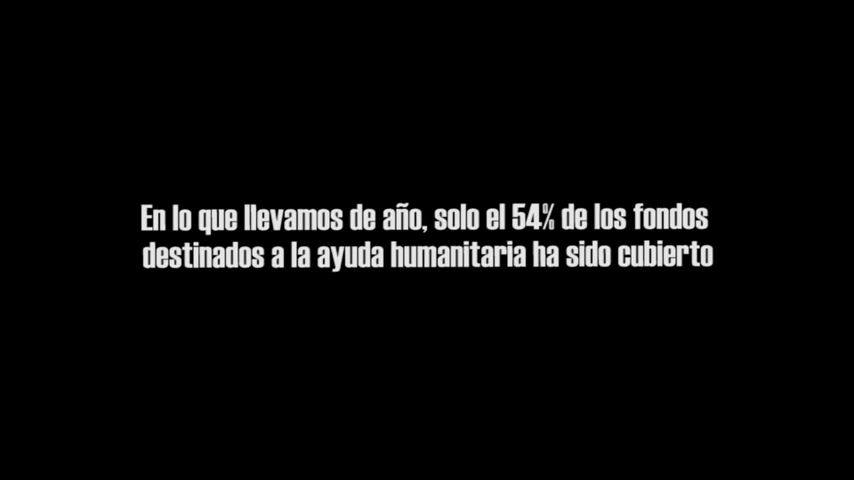 En lo que llevamos de año, solo el 54% de los fondos
destinados a la ayuda humanitaria ha sido cubierto